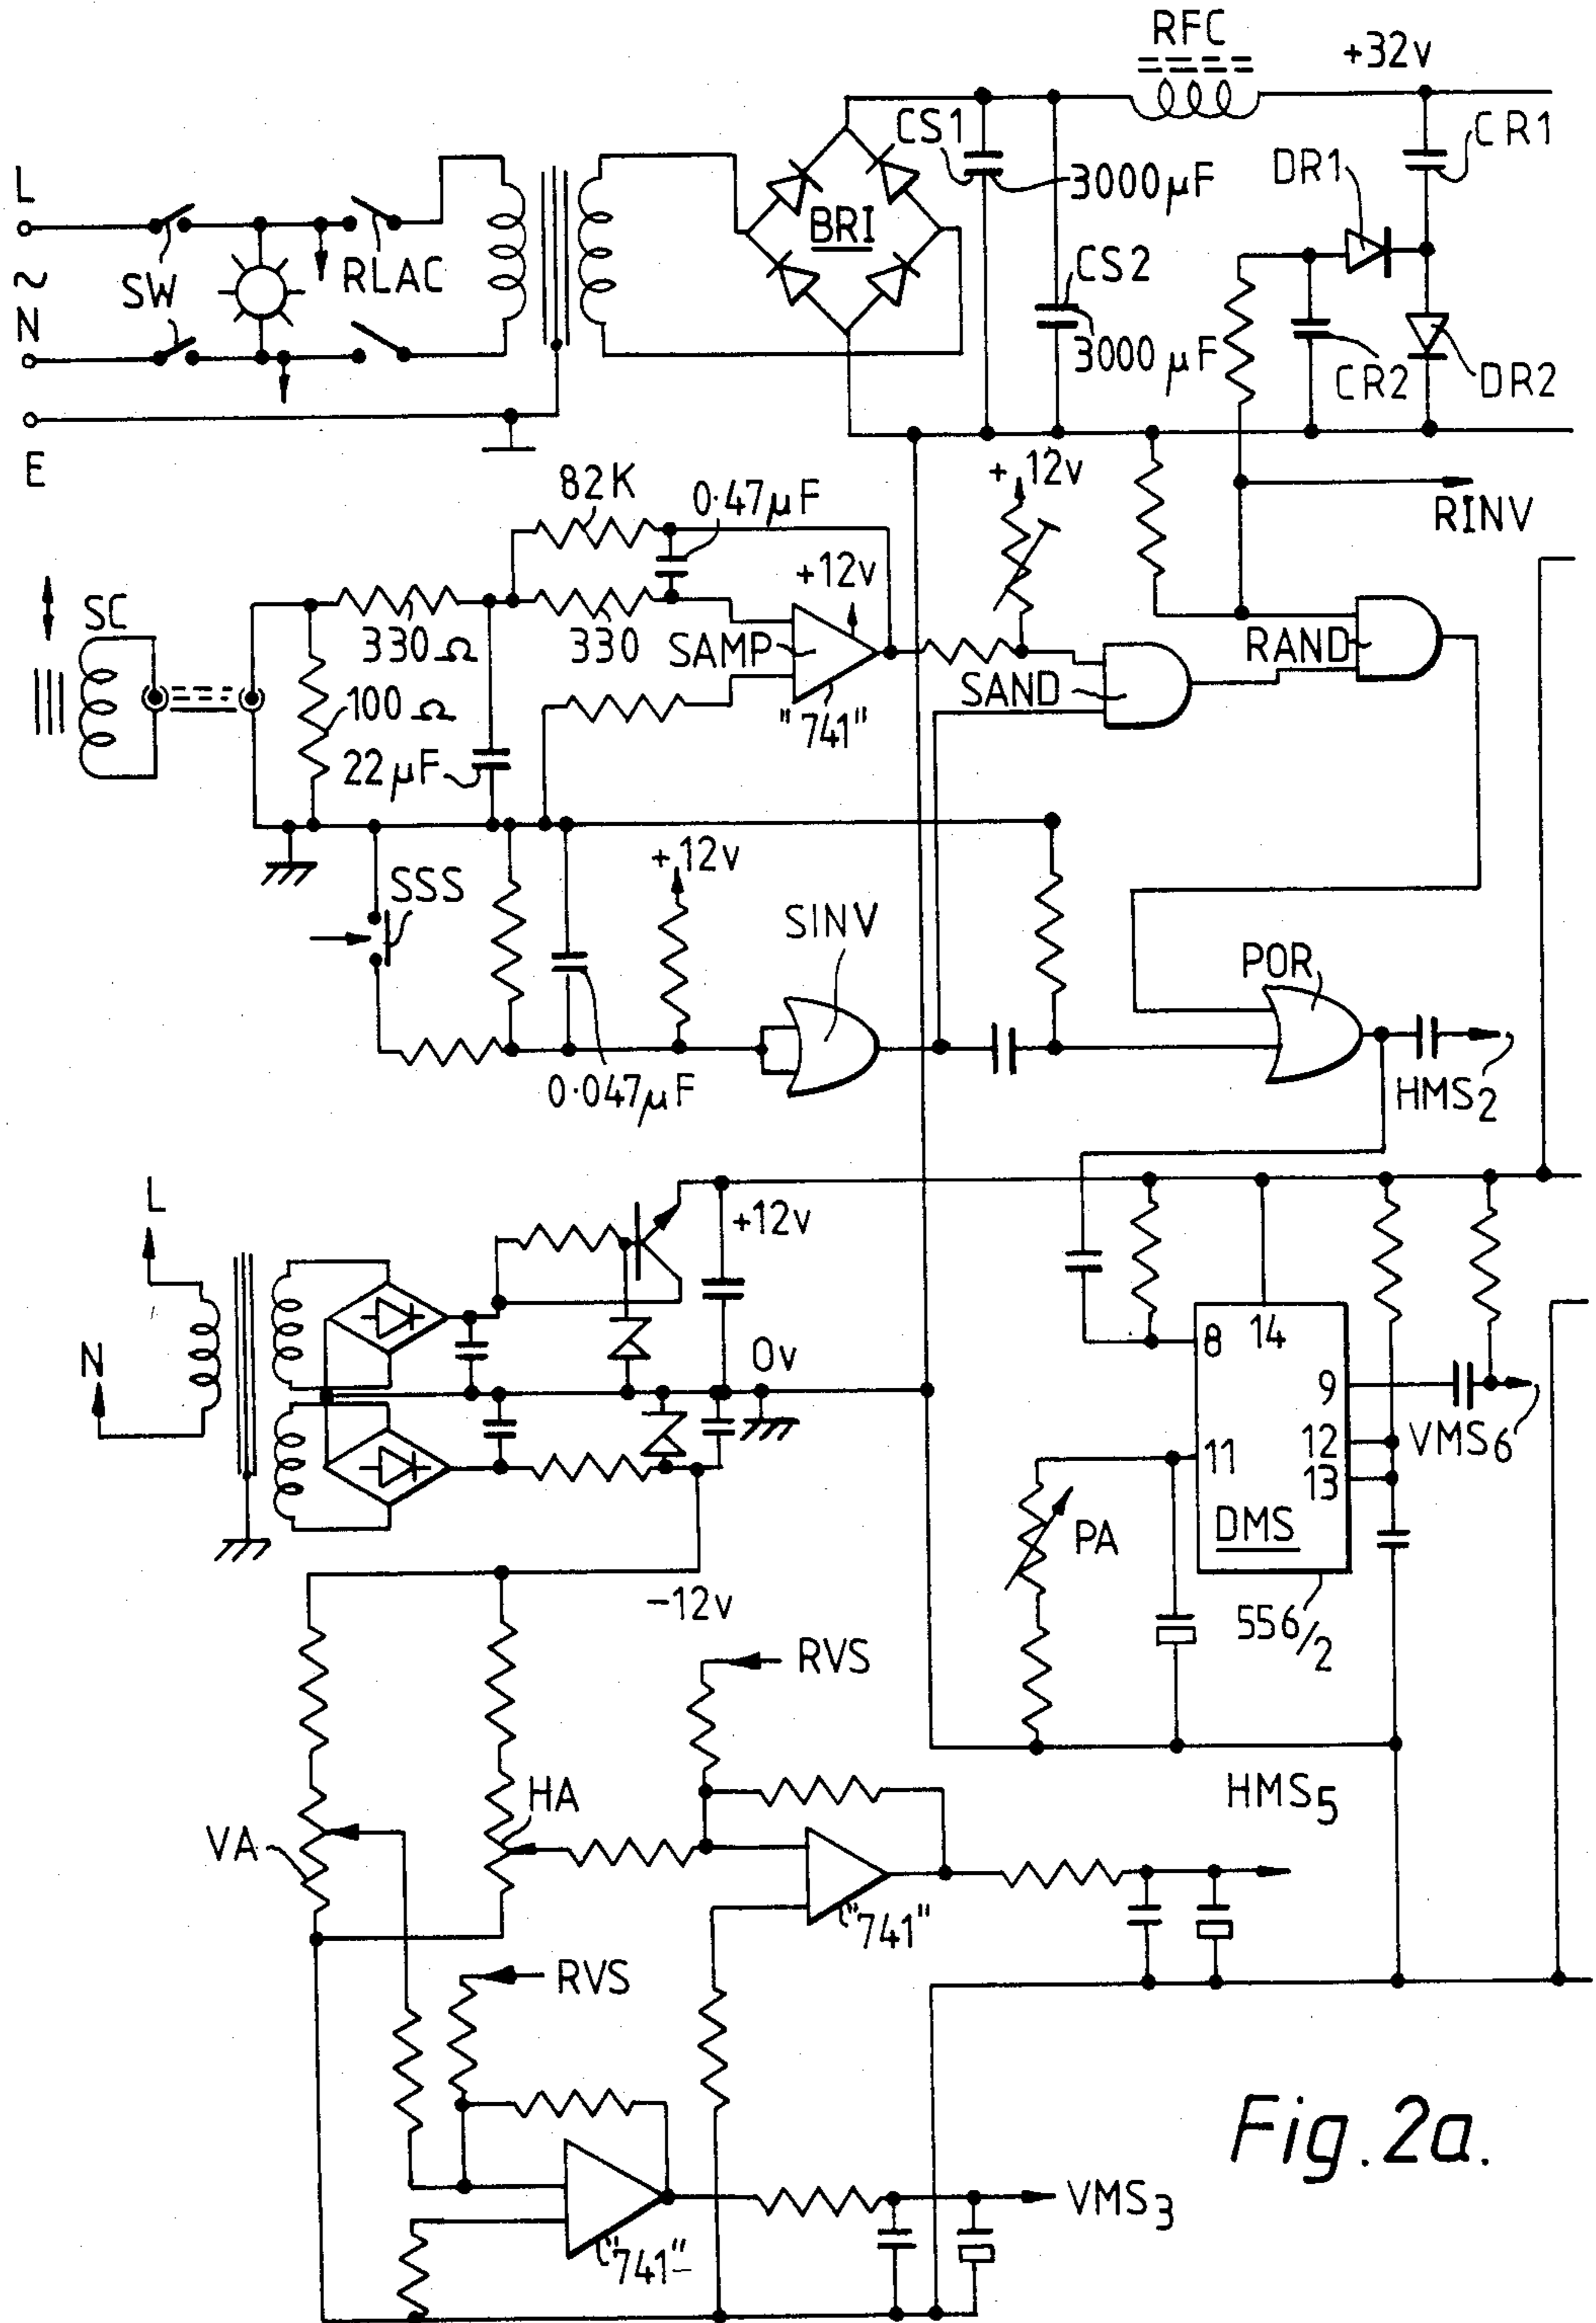 RFC
+32v
CS1
CR1
3000μF
DR1
L
BRI
SW
RLAC
CS2
~
N
3000μF
CR2
DR2
E
82K
0·47μF
+12v
RINV
SC
+12v
330Ω
330
SAMP
RAND
SAND
100Ω
"741"
22μF
+12v
SSS
SINV
POR
0·047μF
HMS2
L
+12v
8
14
N
0v
9
VMS6
12
11
13
PA
DMS
-12v
556/2
RVS
HMS5
HA
VA
"741"
RVS
Fig. 2a.
VMS3
"741"